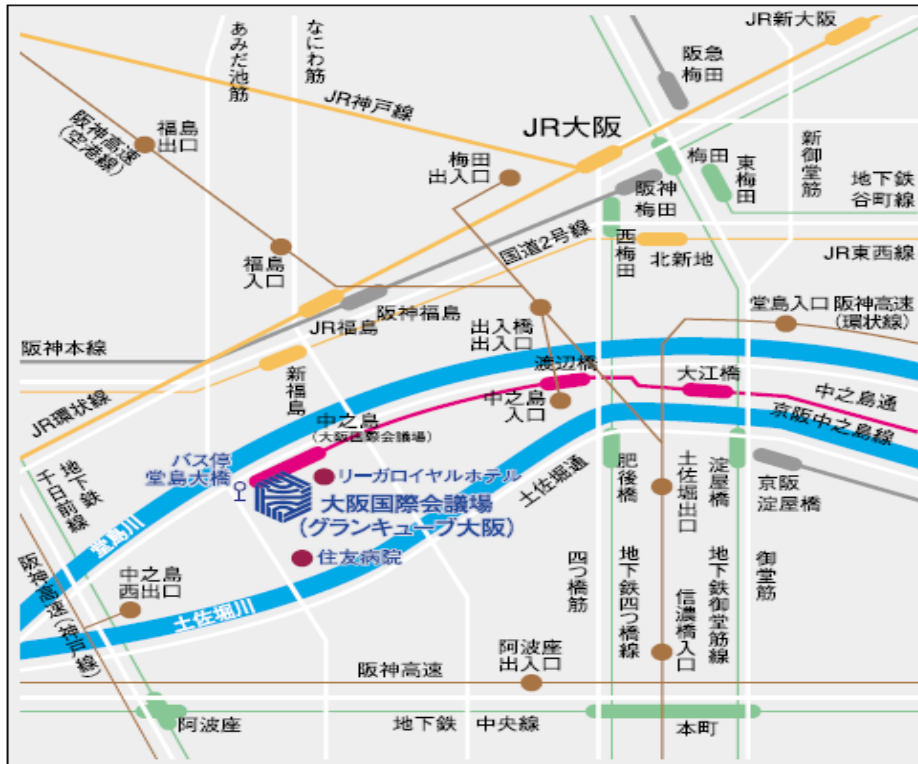 JR新大阪
あみだ池筋
なにわ筋
阪急
梅田
JR神戸線
阪神高速
(空港線)
福島
出口
JR大阪
梅田
出入口
梅田
東梅田
新御堂筋
阪神
梅田
地下鉄
谷町線
西梅田
国道2号線
北新地
JR東西線
福島
入口
阪神福島
JR福島
出入橋
出入口
堂島入口
阪神高速
(環状線)
阪神本線
新福島
渡辺橋
大江橋
中之島通
JR環状線
中之島
(大阪国際会議場)
中之島
入口
京阪中之島線
バス停
堂島大橋
リーガロイヤルホテル
土佐堀通
肥後橋
土佐堀出口
淀屋橋
京阪
淀屋橋
地下鉄
千日前線
大阪国際会議場
(グランキューブ大阪)
堂島川
住友病院
四つ橋筋
地下鉄四つ橋線
信濃橋入口
地下鉄御堂筋線
御堂筋
阪神高速(神戸線)
中之島
西出口
土佐堀川
阪神高速
阿波座
出入口
阿波座
地下鉄
中央線
本町